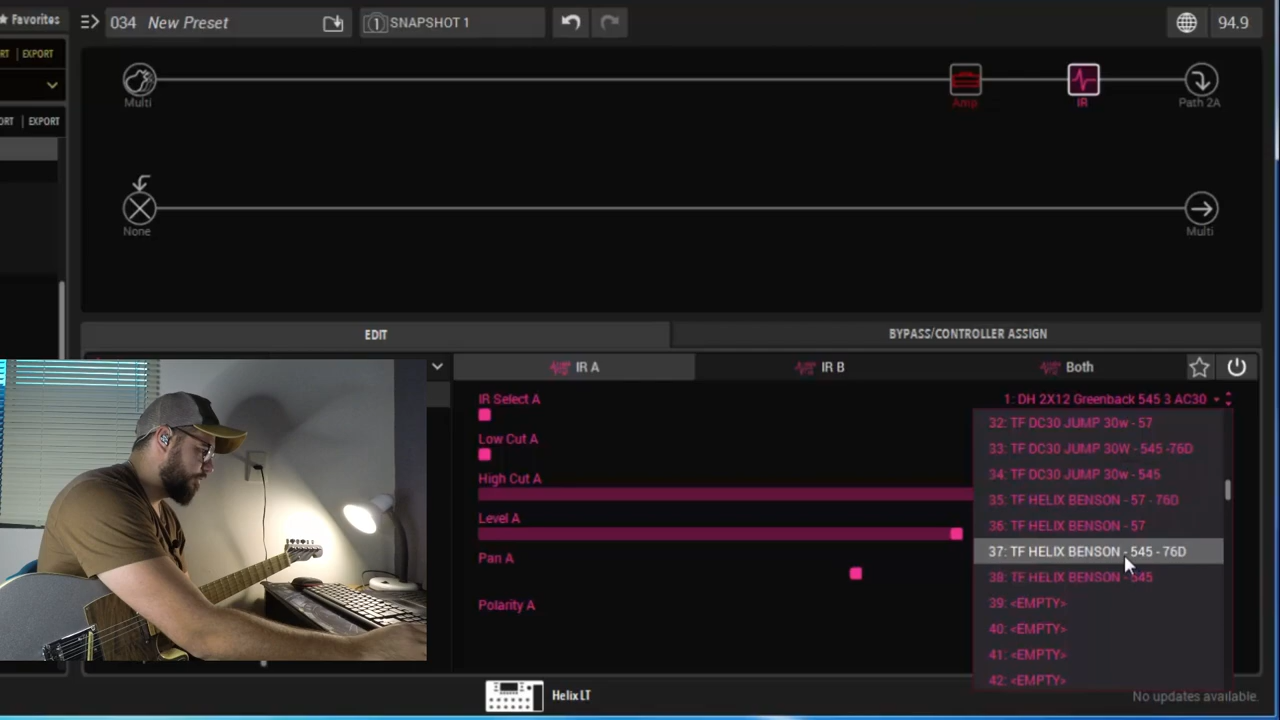 Favorites
034 New Preset
1 SNAPSHOT 1
94.9
RT | EXPORT
ORT | EXPORT
Multi
Amp
IR
Path 2A
None
Multi
EDIT
BYPASS/CONTROLLER ASSIGN
IR A
IR B
Both
IR Select A
1: DH 2X12 Greenback 545 3 AC30
Low Cut A
High Cut A
Level A
Pan A
Polarity A
32: TF DC30 JUMP 30w - 57
33: TF DC30 JUMP 30W - 545 -76D
34: TF DC30 JUMP 30w - 545
35: TF HELIX BENSON - 57 - 76D
36: TF HELIX BENSON - 57
37: TF HELIX BENSON - 545 - 76D
38: TF HELIX BENSON - 545
39: <EMPTY>
40: <EMPTY>
41: <EMPTY>
42: <EMPTY>
Helix LT
No updates available.